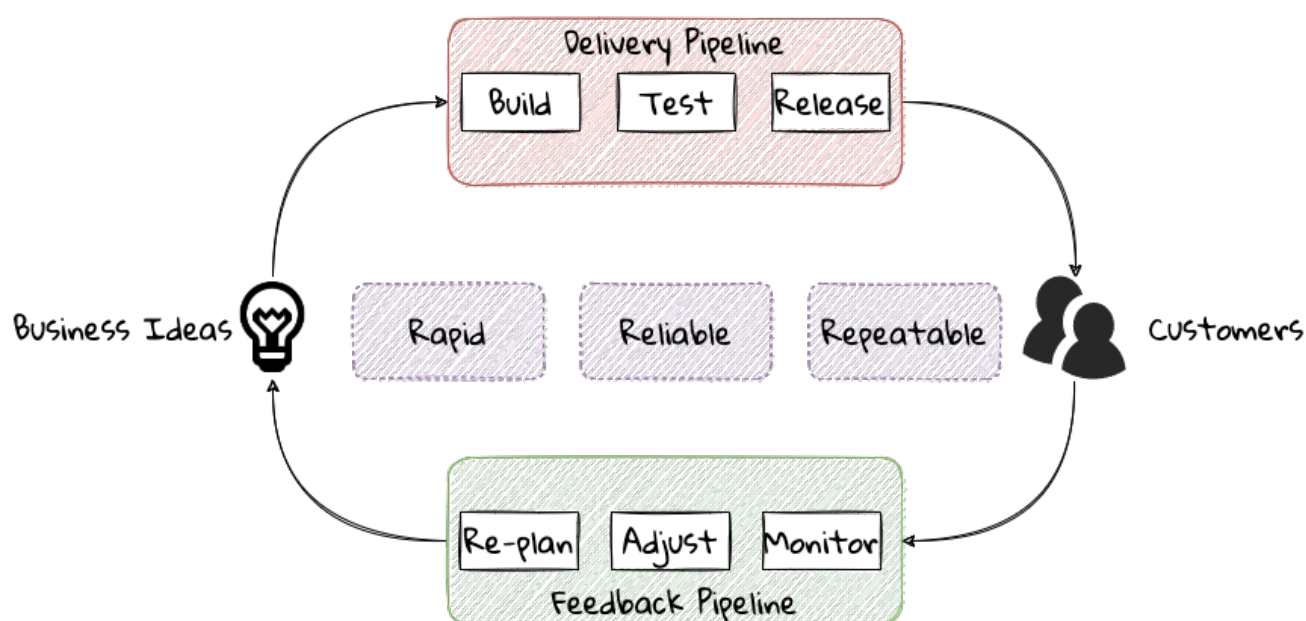 Delivery Pipeline
Build
Test
Release
Business Ideas
Rapid
Reliable
Repeatable
Customers
Re-plan
Adjust
Monitor
Feedback Pipeline